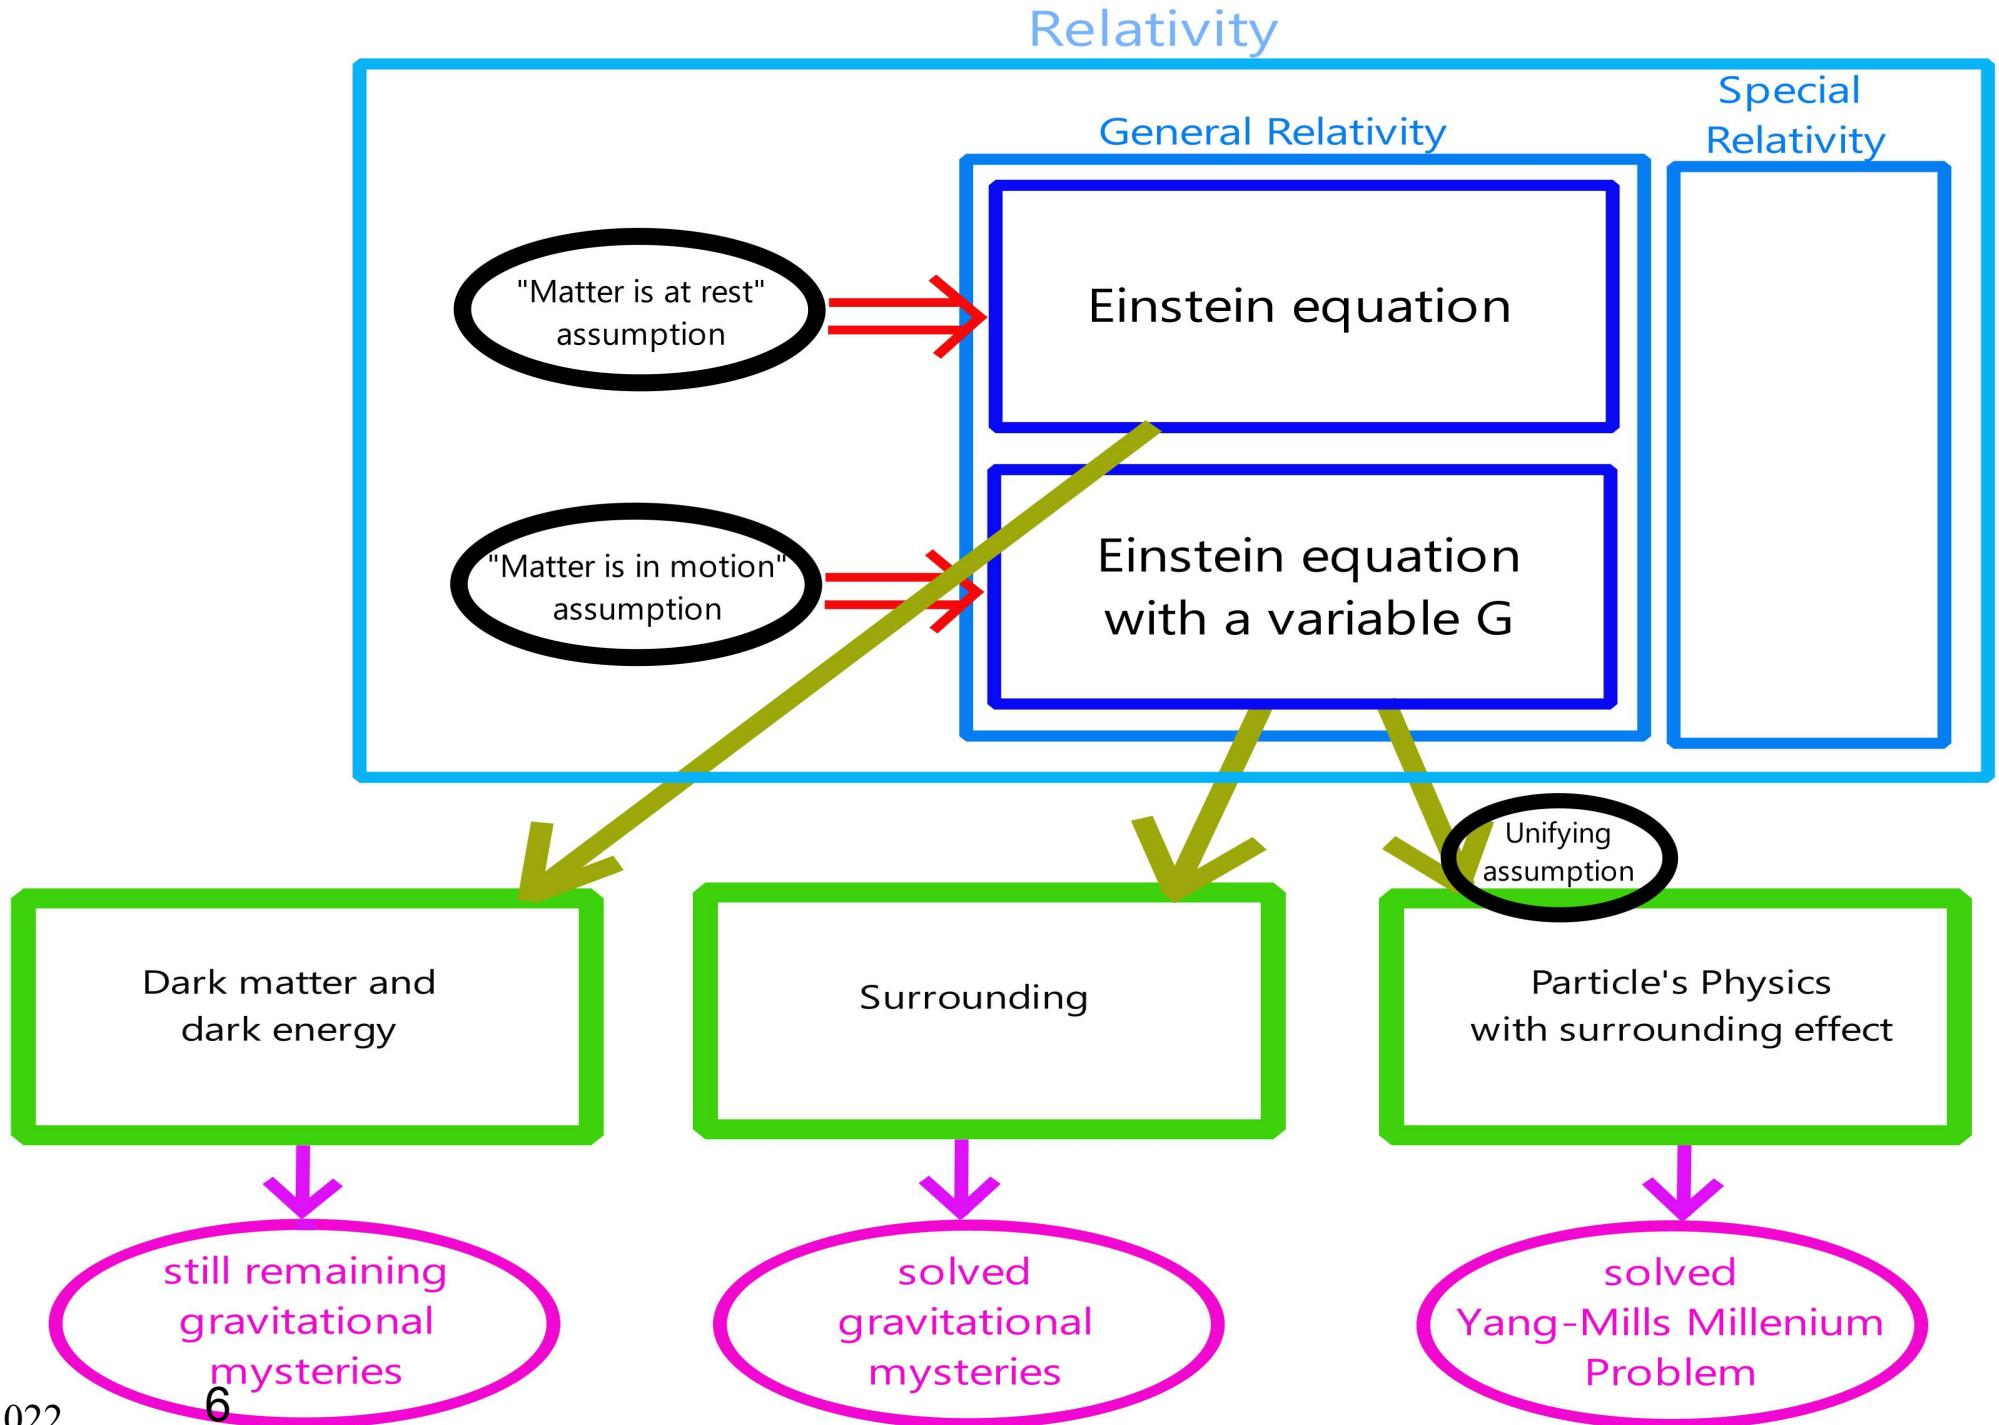 Relativity
Special
Relativity
General Relativity
"Matter is at rest"
assumption
Einstein equation
"Matter is in motion"
assumption
Einstein equation
with a variable G
Unifying
assumption
Dark matter and
dark energy
Surrounding
Particle's Physics
with surrounding effect
still remaining
gravitational
mysteries
solved
gravitational
mysteries
solved
Yang-Mills Millenium
Problem
022
6